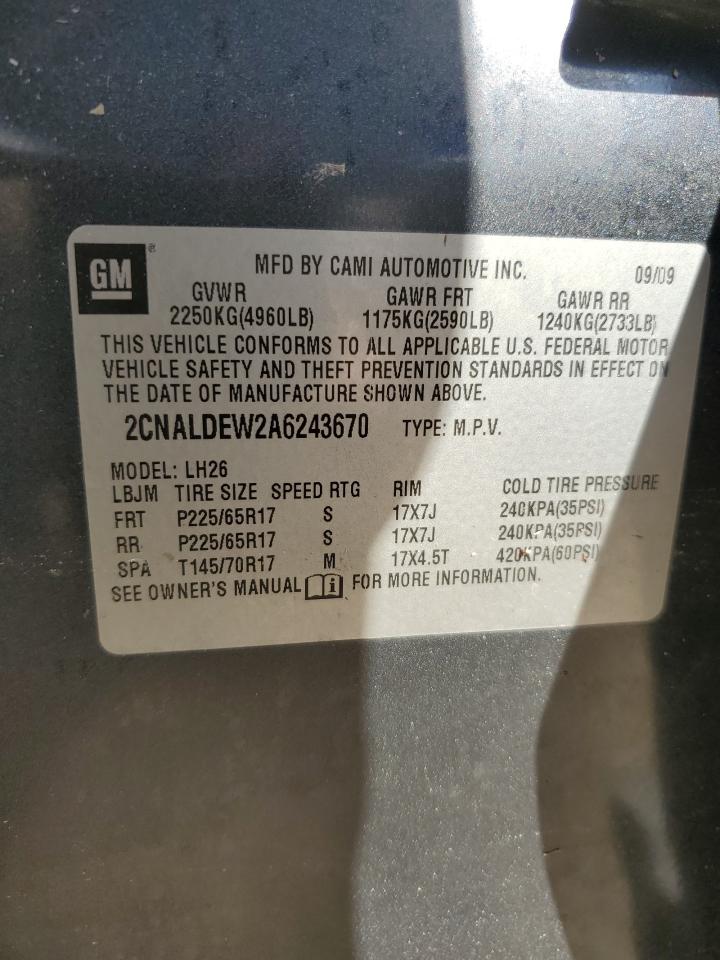 GM®
MFD BY CAMI AUTOMOTIVE INC. 09/09
GVWR GAWR FRT GAWR RR
2250KG(4960LB) 1175KG(2590LB) 1240KG(2733LB)
THIS VEHICLE CONFORMS TO ALL APPLICABLE U.S. FEDERAL MOTOR
VEHICLE SAFETY AND THEFT PREVENTION STANDARDS IN EFFECT ON
THE DATE OF MANUFACTURE SHOWN ABOVE.
2CNALDEW2A6243670 TYPE: M.P.V.
MODEL: LH26
LBJM TIRE SIZE SPEED RTG RIM COLD TIRE PRESSURE
FRT P225/65R17 S 17X7J 240KPA(35PSI)
RR P225/65R17 S 17X7J 240KPA(35PSI)
SPA T145/70R17 M 17X4.5T 420KPA(60PSI)
SEE OWNER'S MANUAL i FOR MORE INFORMATION.